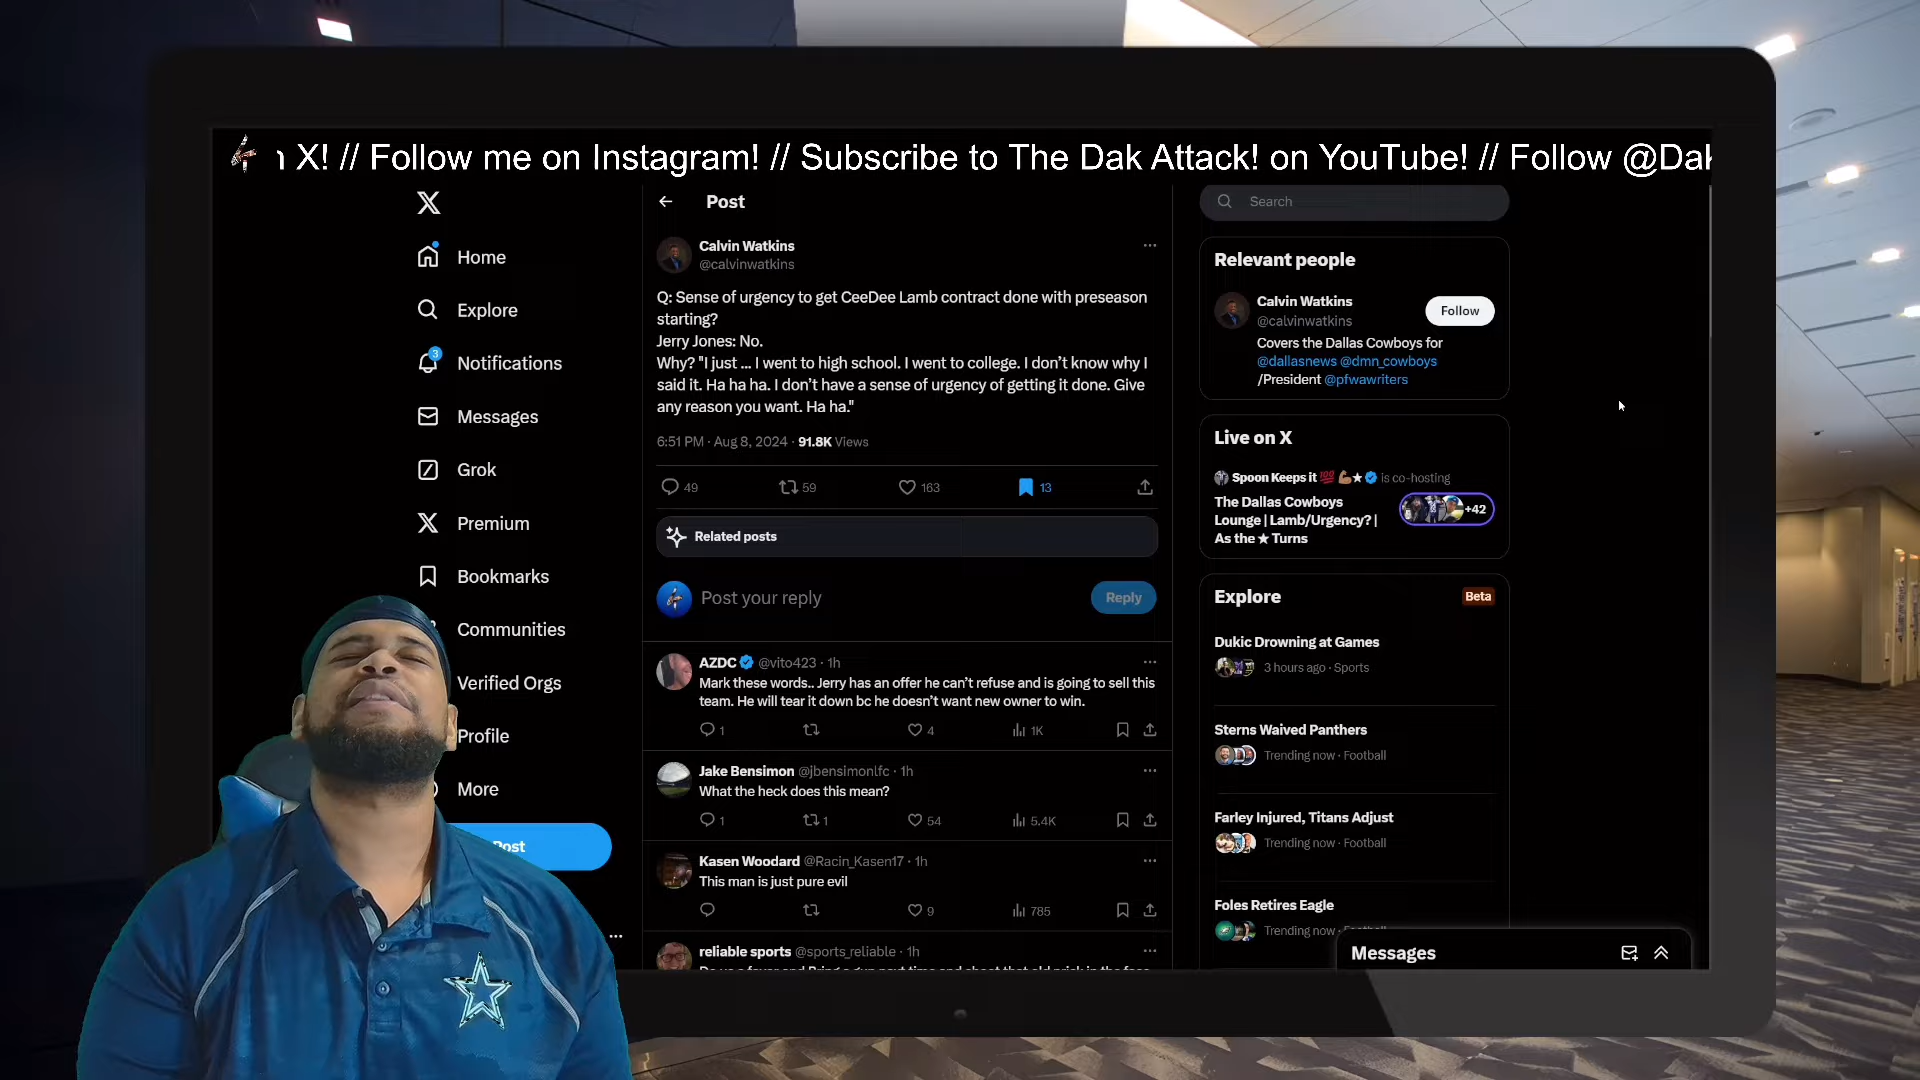 n X! // Follow me on Instagram! // Subscribe to The Dak Attack! on YouTube! // Follow @Dak
Home
Explore
3
Notifications
Messages
Grok
Premium
Bookmarks
Communities
Verified Orgs
Profile
More
Post
Post
Calvin Watkins
@calvinwatkins
Q: Sense of urgency to get CeeDee Lamb contract done with preseason
starting?
Jerry Jones: No.
Why? "I just ... I went to high school. I went to college. I don't know why I
said it. Ha ha ha. I don't have a sense of urgency of getting it done. Give
any reason you want. Ha ha."
6:51 PM · Aug 8, 2024 · 91.8K Views
49 59 163 13
Related posts
Post your reply
Reply
AZDC @vito423 · 1h
Mark these words.. Jerry has an offer he can't refuse and is going to sell this
team. He will tear it down bc he doesn't want new owner to win.
1 4 1K
Jake Bensimon @jbensimonlfc · 1h
What the heck does this mean?
1 1 54 5.4K
Kasen Woodard @Racin_Kasen17 · 1h
This man is just pure evil
9 785
reliable sports @sports_reliable · 1h
Search
Relevant people
Calvin Watkins
@calvinwatkins
Follow
Covers the Dallas Cowboys for
@dallasnews @dmn_cowboys
/President @pfwawriters
Live on X
Spoon Keeps it 💯 💪🏽★ is co-hosting
The Dallas Cowboys
Lounge | Lamb/Urgency? |
As the ★ Turns
+42
Explore
Beta
Dukic Drowning at Games
3 hours ago · Sports
Sterns Waived Panthers
Trending now · Football
Farley Injured, Titans Adjust
Trending now · Football
Foles Retires Eagle
Trending now ·
Messages